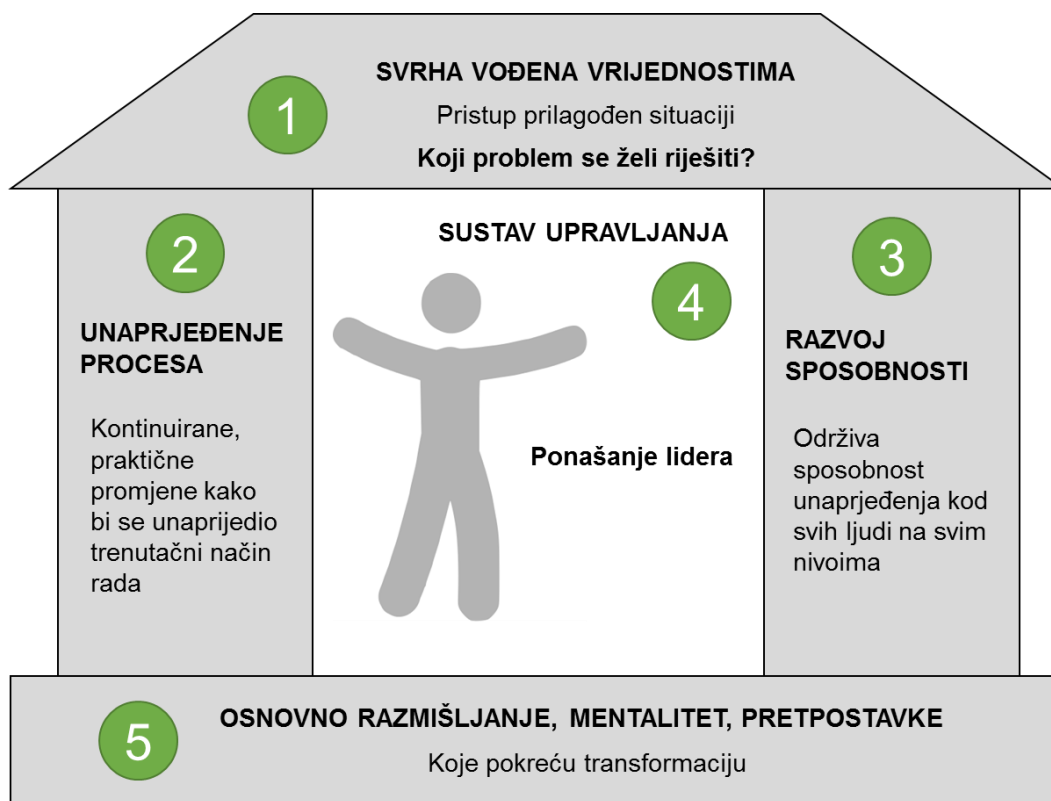 1
SVRHA VOĐENA VRIJEDNOSTIMA
Pristup prilagođen situaciji
Koji problem se želi riješiti?
2
UNAPRJEĐENJE
PROCESA
Kontinuirane,
praktične
promjene kako
bi se unaprijedio
trenutačni način
rada
SUSTAV UPRAVLJANJA
4
Ponašanje lidera
3
RAZVOJ
SPOSOBNOSTI
Održiva
sposobnost
unaprjeđenja kod
svih ljudi na svim
nivoima
5
OSNOVNO RAZMIŠLJANJE, MENTALITET, PRETPOSTAVKE
Koje pokreću transformaciju